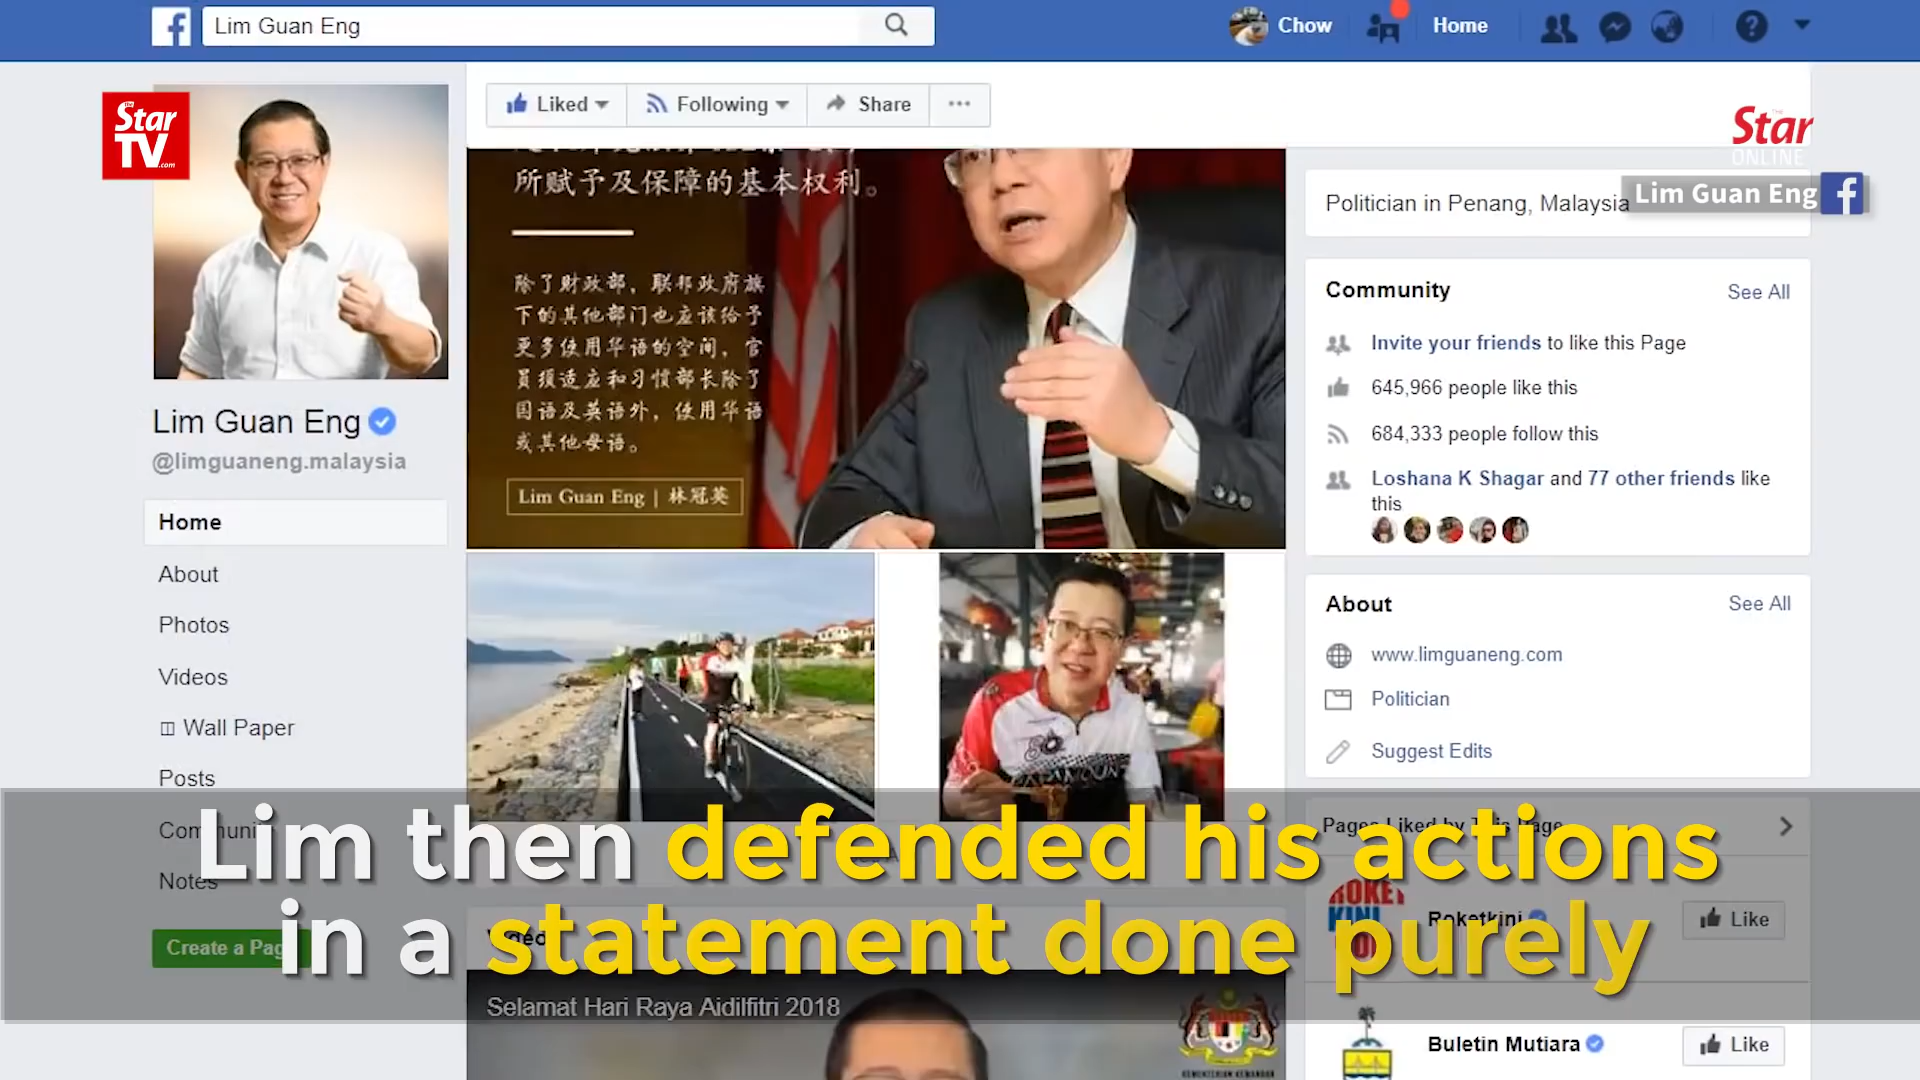 Lim Guan Eng
Chow
Home
Star
TV
.com
Liked
Following
Share
Star
ONLINE
Lim Guan Eng
所赋予及保障的基本权利。
除了财政部，联邦政府旗
下的其他部门也应该给予
更多使用华语的空间，官
员须适应和习惯部长除了
国语及英语外，使用华语
或其他母语。
Lim Guan Eng | 林冠英
Politician in Penang, Malaysia
Community
See All
Invite your friends to like this Page
645,966 people like this
684,333 people follow this
Loshana K Shagar and 77 other friends like
this
Lim Guan Eng
@limguaneng.malaysia
Home
About
Photos
Videos
Wall Paper
Posts
Notes
Create a Pag
About
See All
www.limguaneng.com
Politician
Suggest Edits
Pages Liked by This Page
Roketkini
Like
Buletin Mutiara
Like
Selamat Hari Raya Aidilfitri 2018
Lim then defended his actions
in a statement done purely